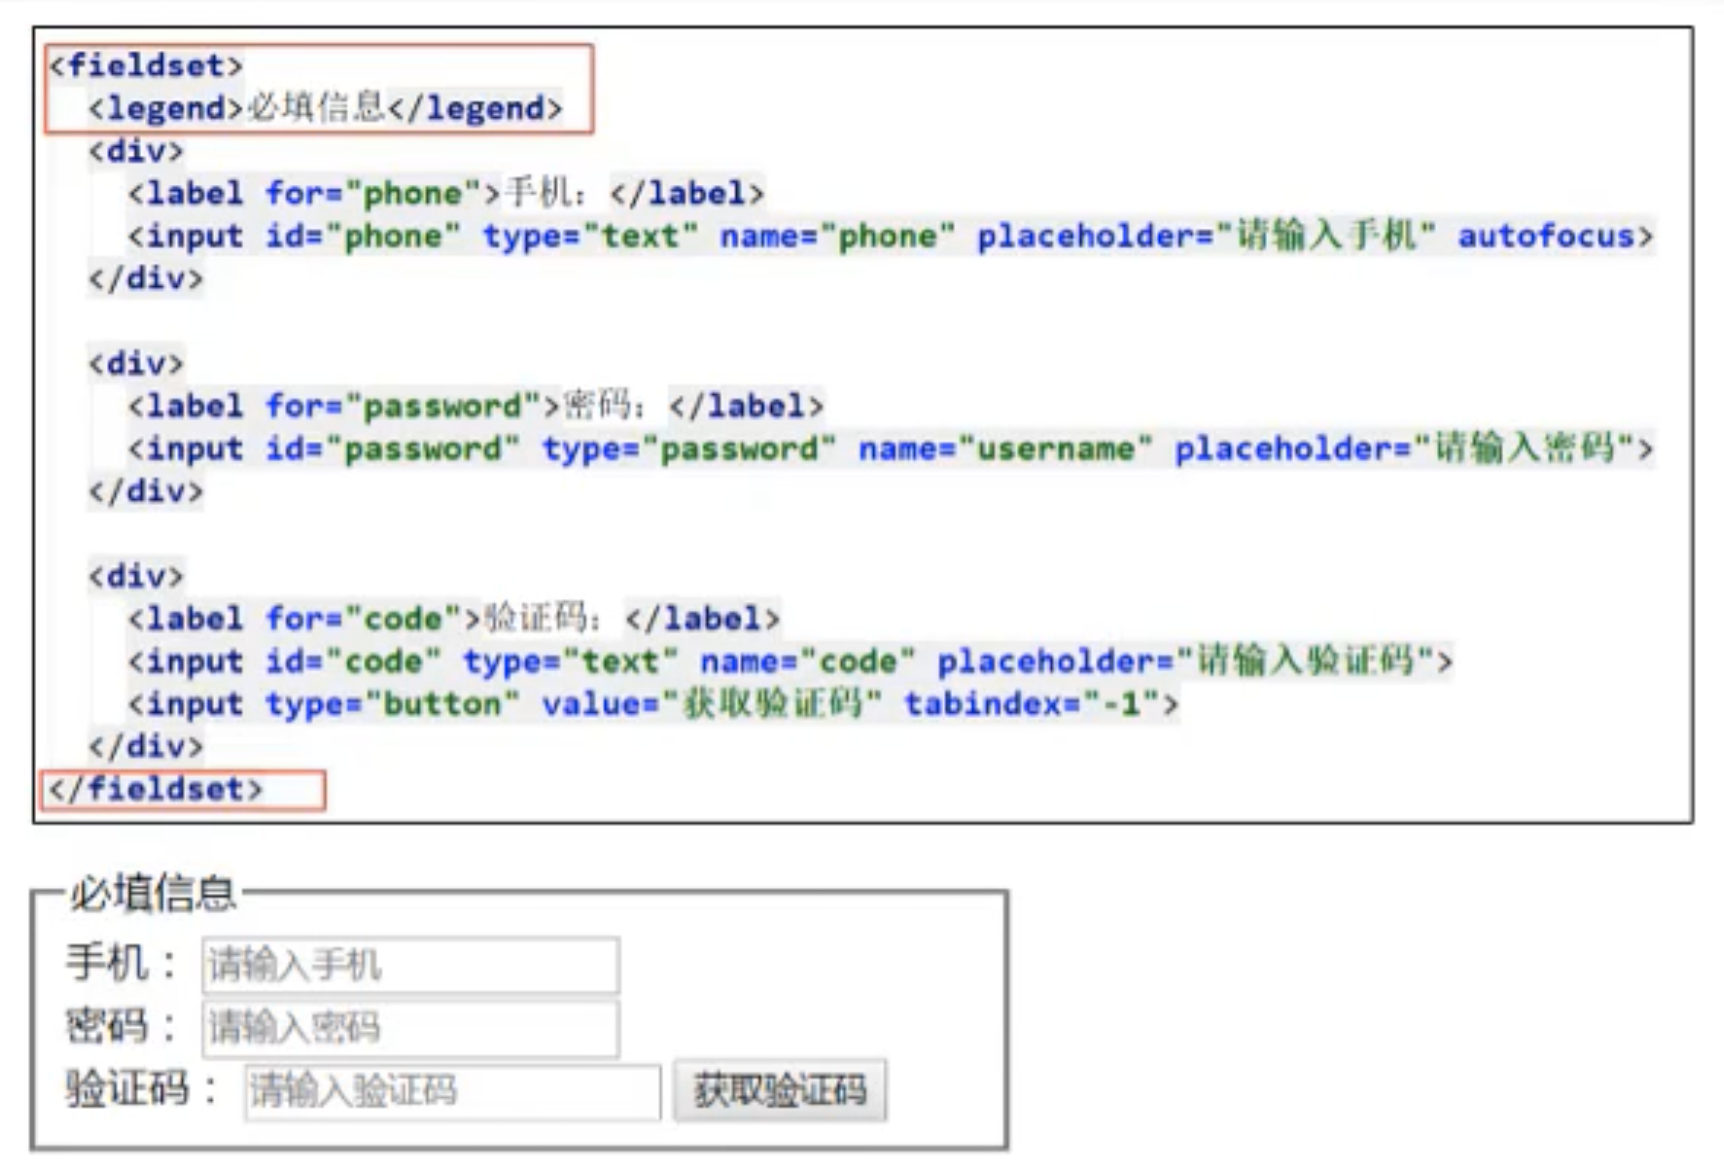 <fieldset>
<legend>必填信息</legend>
<div>
<label for="phone">手机：</label>
<input id="phone" type="text" name="phone" placeholder="请输入手机" autofocus>
</div>
<div>
<label for="password">密码：</label>
<input id="password" type="password" name="username" placeholder="请输入密码">
</div>
<div>
<label for="code">验证码：</label>
<input id="code" type="text" name="code" placeholder="请输入验证码">
<input type="button" value="获取验证码" tabindex="-1">
</div>
</fieldset>
必填信息
手机： 请输入手机
密码： 请输入密码
验证码： 请输入验证码 获取验证码